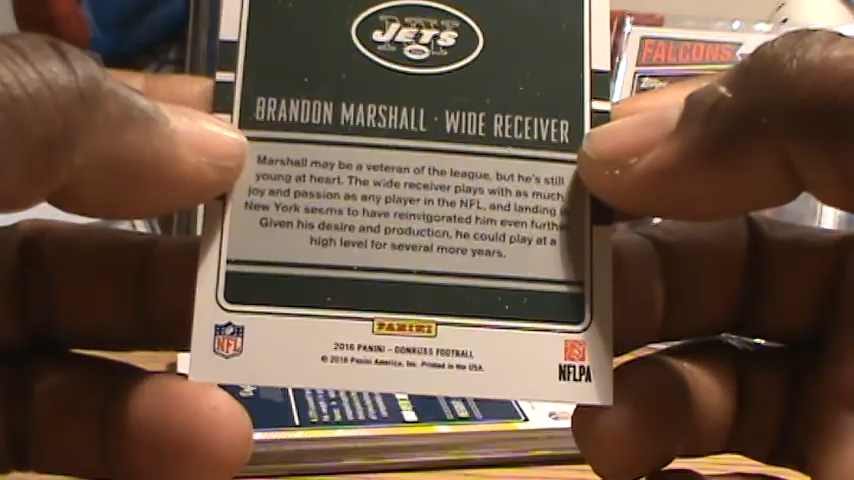 NY
JETS
FALCONS
BRANDON MARSHALL · WIDE RECEIVER
Marshall may be a veteran of the league, but he's still
young at heart. The wide receiver plays with as much
joy and passion as any player in the NFL, and landing in
New York seems to have reinvigorated him even further.
Given his desire and production, he could play at a
high level for several more years.
PANINI
NFL
2016 PANINI - DONRUSS FOOTBALL
© 2016 Panini America, Inc. Printed in the USA.
NFLPA